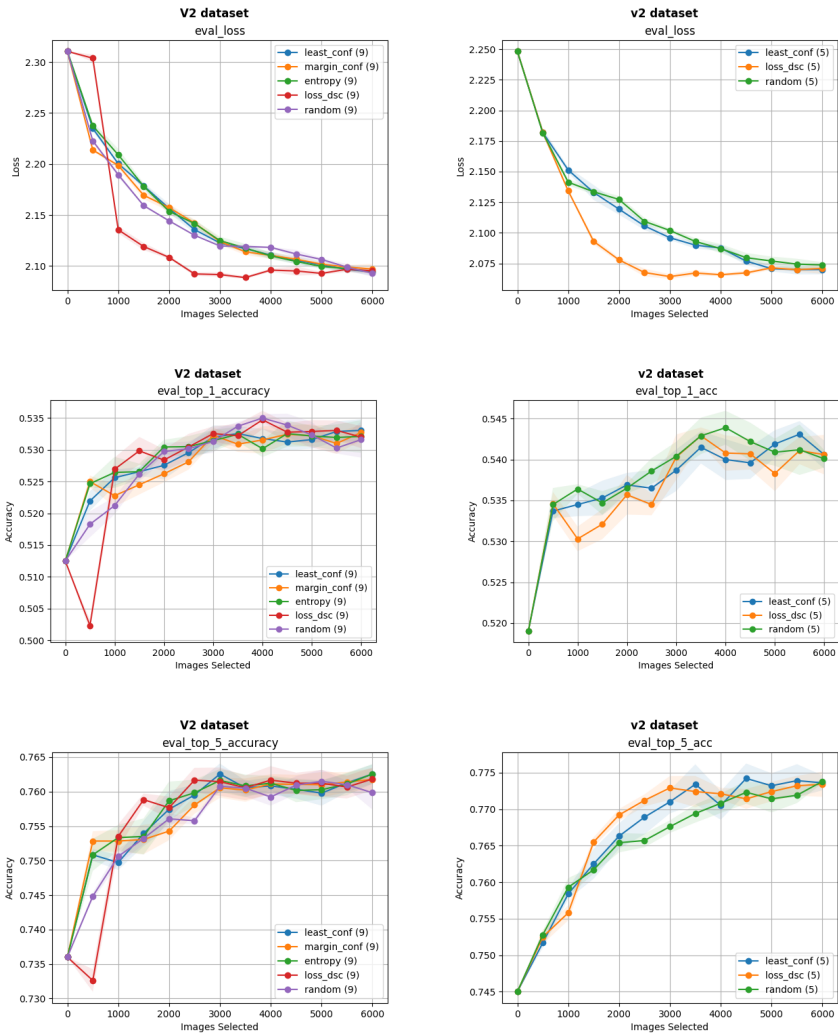 V2 dataset
eval_loss
2.30
2.25
2.20
2.15
2.10
Loss
least_conf (9)
margin_conf (9)
entropy (9)
loss_dsc (9)
random (9)
0
1000
2000
3000
4000
5000
6000
Images Selected
v2 dataset
eval_loss
2.250
2.225
2.200
2.175
2.150
2.125
2.100
2.075
Loss
least_conf (5)
loss_dsc (5)
random (5)
0
1000
2000
3000
4000
5000
6000
Images Selected
V2 dataset
eval_top_1_accuracy
0.535
0.530
0.525
0.520
0.515
0.510
0.505
0.500
Accuracy
least_conf (9)
margin_conf (9)
entropy (9)
loss_dsc (9)
random (9)
0
1000
2000
3000
4000
5000
6000
Images Selected
v2 dataset
eval_top_1_acc
0.545
0.540
0.535
0.530
0.525
0.520
Accuracy
least_conf (5)
loss_dsc (5)
random (5)
0
1000
2000
3000
4000
5000
6000
Images Selected
V2 dataset
eval_top_5_accuracy
0.765
0.760
0.755
0.750
0.745
0.740
0.735
0.730
Accuracy
least_conf (9)
margin_conf (9)
entropy (9)
loss_dsc (9)
random (9)
0
1000
2000
3000
4000
5000
6000
Images Selected
v2 dataset
eval_top_5_acc
0.775
0.770
0.765
0.760
0.755
0.750
0.745
Accuracy
least_conf (5)
loss_dsc (5)
random (5)
0
1000
2000
3000
4000
5000
6000
Images Selected